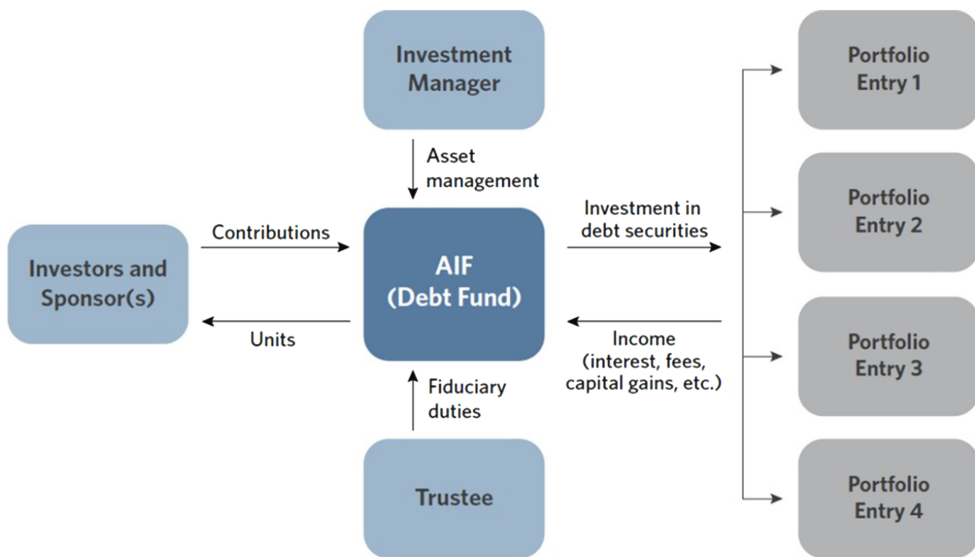 Investment
Manager
Asset
management
Investors and
Sponsor(s)
Contributions
Units
AIF
(Debt Fund)
Investment in
debt securities
Income
(interest, fees,
capital gains, etc.)
Fiduciary
duties
Trustee
Portfolio
Entry 1
Portfolio
Entry 2
Portfolio
Entry 3
Portfolio
Entry 4